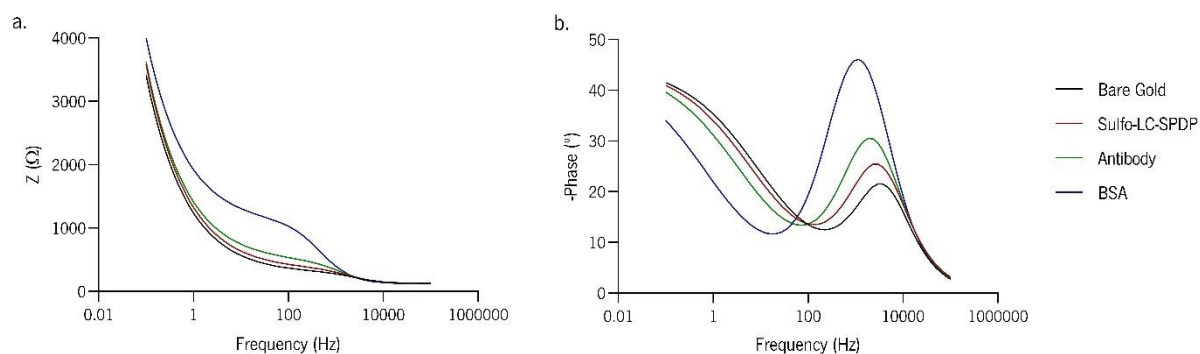 a.
Z (Ω)
4000
3000
2000
1000
0
0.01
1
100
10000
1000000
Frequency (Hz)
b.
-Phase (°)
50
40
30
20
10
0
0.01
1
100
10000
1000000
Frequency (Hz)
Bare Gold
Sulfo-LC-SPDP
Antibody
BSA